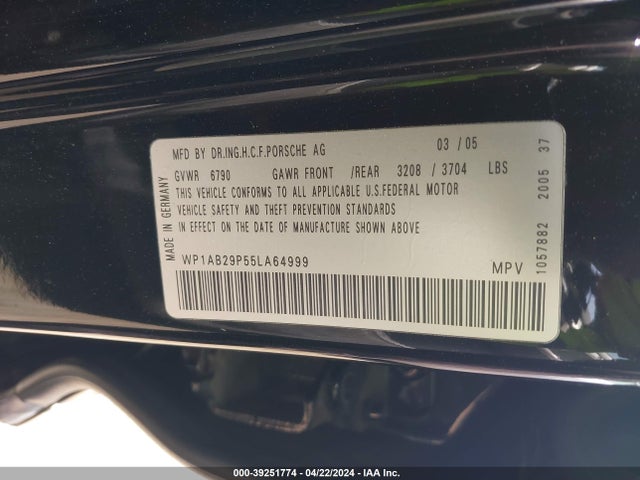 MFD BY DR.ING.H.C.F.PORSCHE AG 03 / 05
GVWR 6790 GAWR FRONT /REAR 3208 / 3704 LBS
THIS VEHICLE CONFORMS TO ALL APPLICABLE U.S.FEDERAL MOTOR
VEHICLE SAFETY AND THEFT PREVENTION STANDARDS
IN EFFECT ON THE DATE OF MANUFACTURE SHOWN ABOVE
WP1AB29P55LA64999 MPV
MADE IN GERMANY
1057882 2005 37
000-39251774 - 04/22/2024 - IAA Inc.